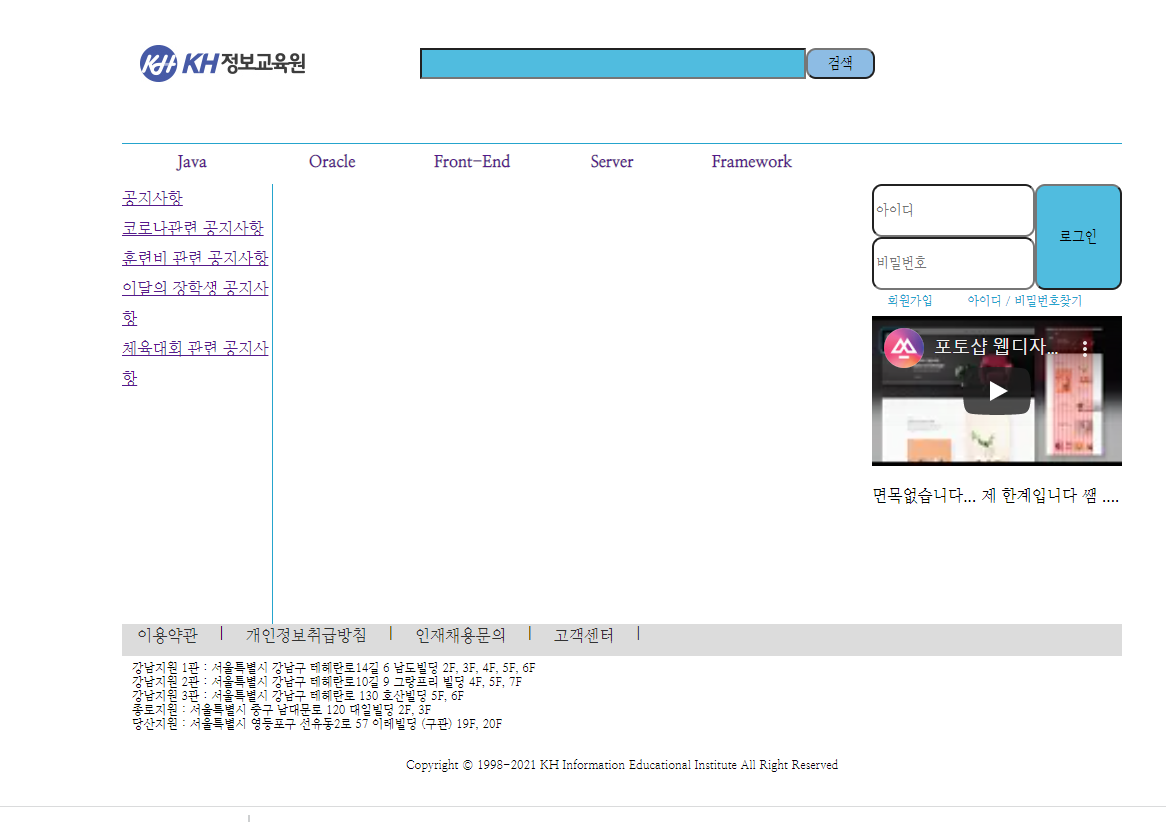 KH KH정보교육원
검색
Java Oracle Front-End Server Framework
공지사항
코로나관련 공지사항
훈련비 관련 공지사항
이달의 장학생 공지사
항
체육대회 관련 공지사
항
아이디
비밀번호
로그인
회원가입 아이디 / 비밀번호찾기
포토샵 웹디자...
면목없습니다... 제 한계입니다 쌤 ....
이용약관 | 개인정보취급방침 | 인재채용문의 | 고객센터 |
강남지원 1관 : 서울특별시 강남구 테헤란로14길 6 남도빌딩 2F, 3F, 4F, 5F, 6F
강남지원 2관 : 서울특별시 강남구 테헤란로10길 9 그랑프리 빌딩 4F, 5F, 7F
강남지원 3관 : 서울특별시 강남구 테헤란로 130 호산빌딩 5F, 6F
종로지원 : 서울특별시 중구 남대문로 120 대일빌딩 2F, 3F
당산지원 : 서울특별시 영등포구 선유동2로 57 이레빌딩 (구관) 19F, 20F
Copyright © 1998-2021 KH Information Educational Institute All Right Reserved